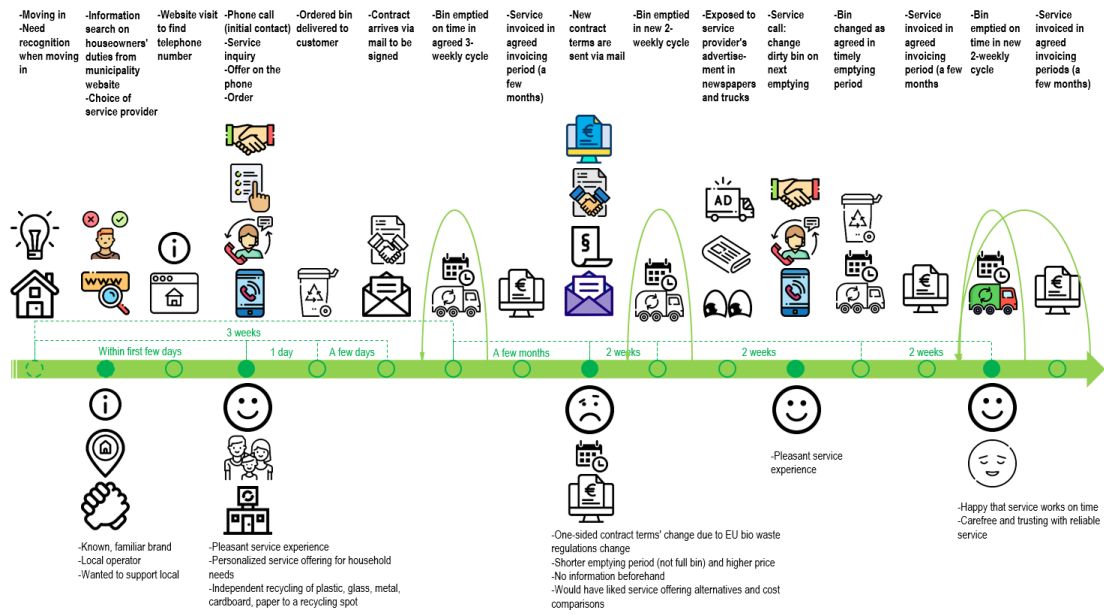 -Moving in
-Need
recognition
when moving
in
-Information
search on
houseowners'
duties from
municipality
website
-Choice of
service provider
-Website visit
to find
telephone
number
-Phone call
(initial contact)
-Service
inquiry
-Offer on the
phone
-Order
-Ordered bin
delivered to
customer
-Contract
arrives via
mail to be
signed
-Bin emptied
on time in
agreed 3-
weekly cycle
-Service
invoiced in
agreed
invoicing
period (a
few
months)
-New
contract
terms are
sent via mail
-Bin emptied
in new 2-
weekly cycle
-Exposed to
service
provider's
advertise-
ment in
newspapers
and trucks
-Service
call:
change
dirty bin on
next
emptying
-Bin
changed as
agreed in
timely
emptying
period
-Service
invoiced in
agreed
invoicing
period (a few
months
-Bin
emptied on
time in new
2-weekly
cycle
-Service
invoiced in
agreed
invoicing
periods (a
few months)
€
§
AD
WWW
€
€
€
3 weeks
Within first few days
1 day
A few days
A few months
2 weeks
2 weeks
2 weeks
€
-Known, familiar brand
-Local operator
-Wanted to support local
-Pleasant service experience
-Personalized service offering for household
needs
-Independent recycling of plastic, glass, metal,
cardboard, paper to a recycling spot
-One-sided contract terms' change due to EU bio waste
regulations change
-Shorter emptying period (not full bin) and higher price
-No information beforehand
-Would have liked service offering alternatives and cost
comparisons
-Pleasant service
experience
-Happy that service works on time
-Carefree and trusting with reliable
service